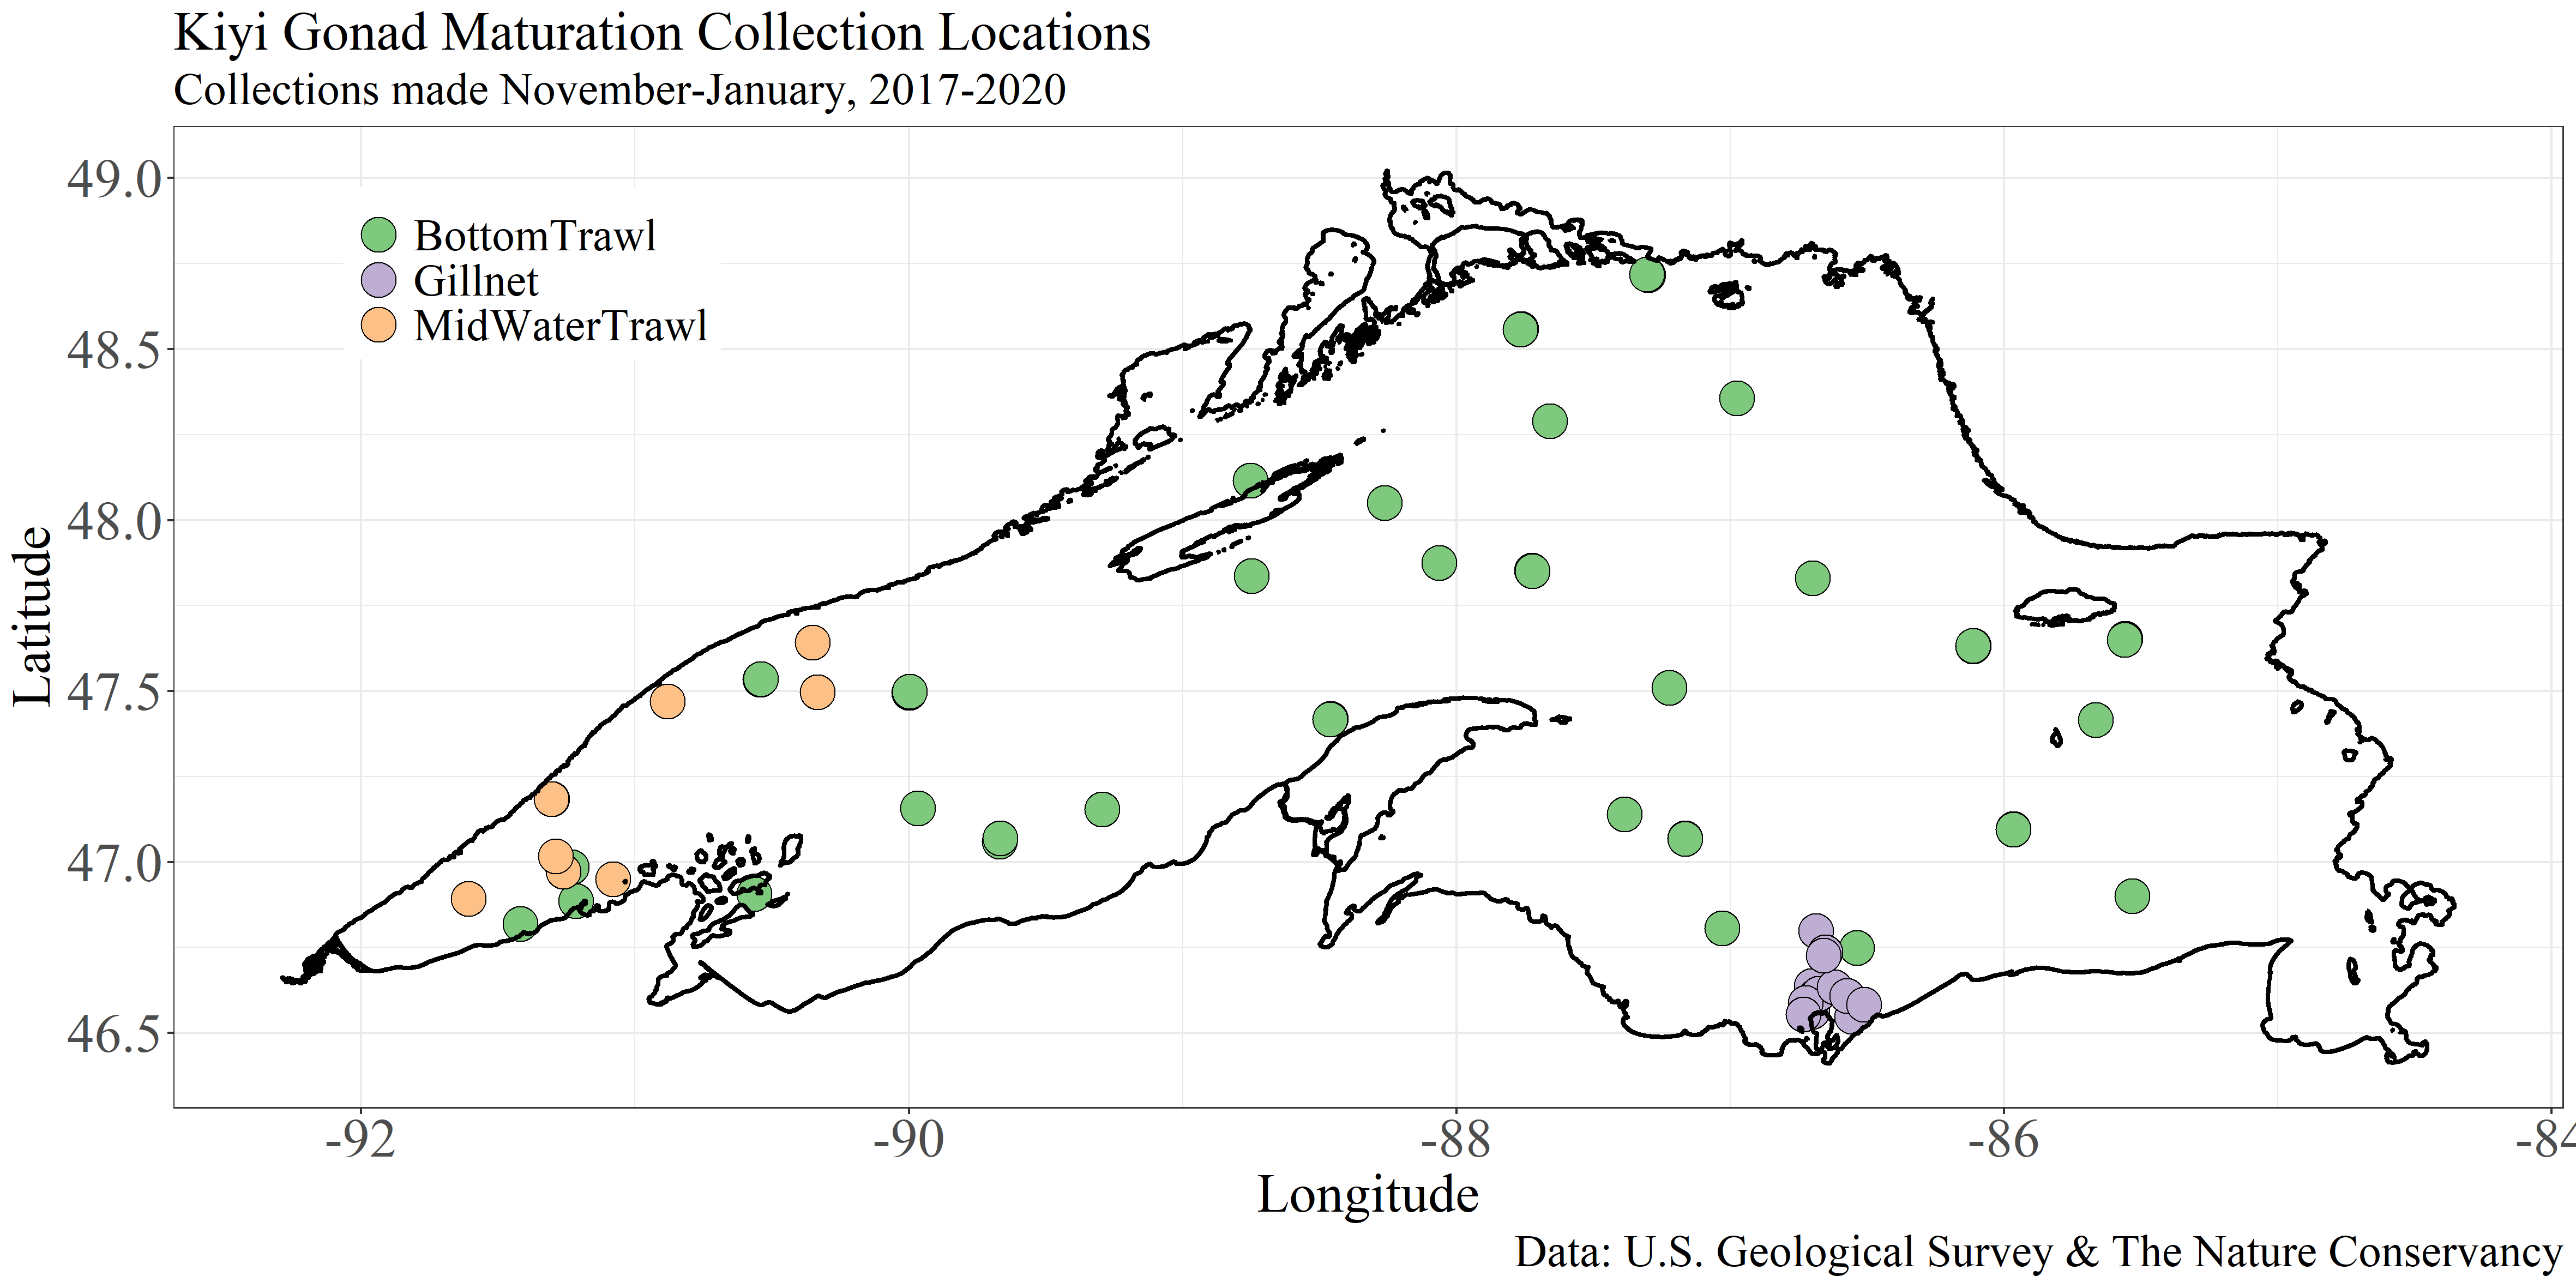 Kiyi Gonad Maturation Collection Locations
Collections made November-January, 2017-2020
BottomTrawl
Gillnet
MidWaterTrawl
49.0
48.5
48.0
47.5
47.0
46.5
Latitude
-92
-90
-88
-86
-84
Longitude
Data: U.S. Geological Survey & The Nature Conservancy